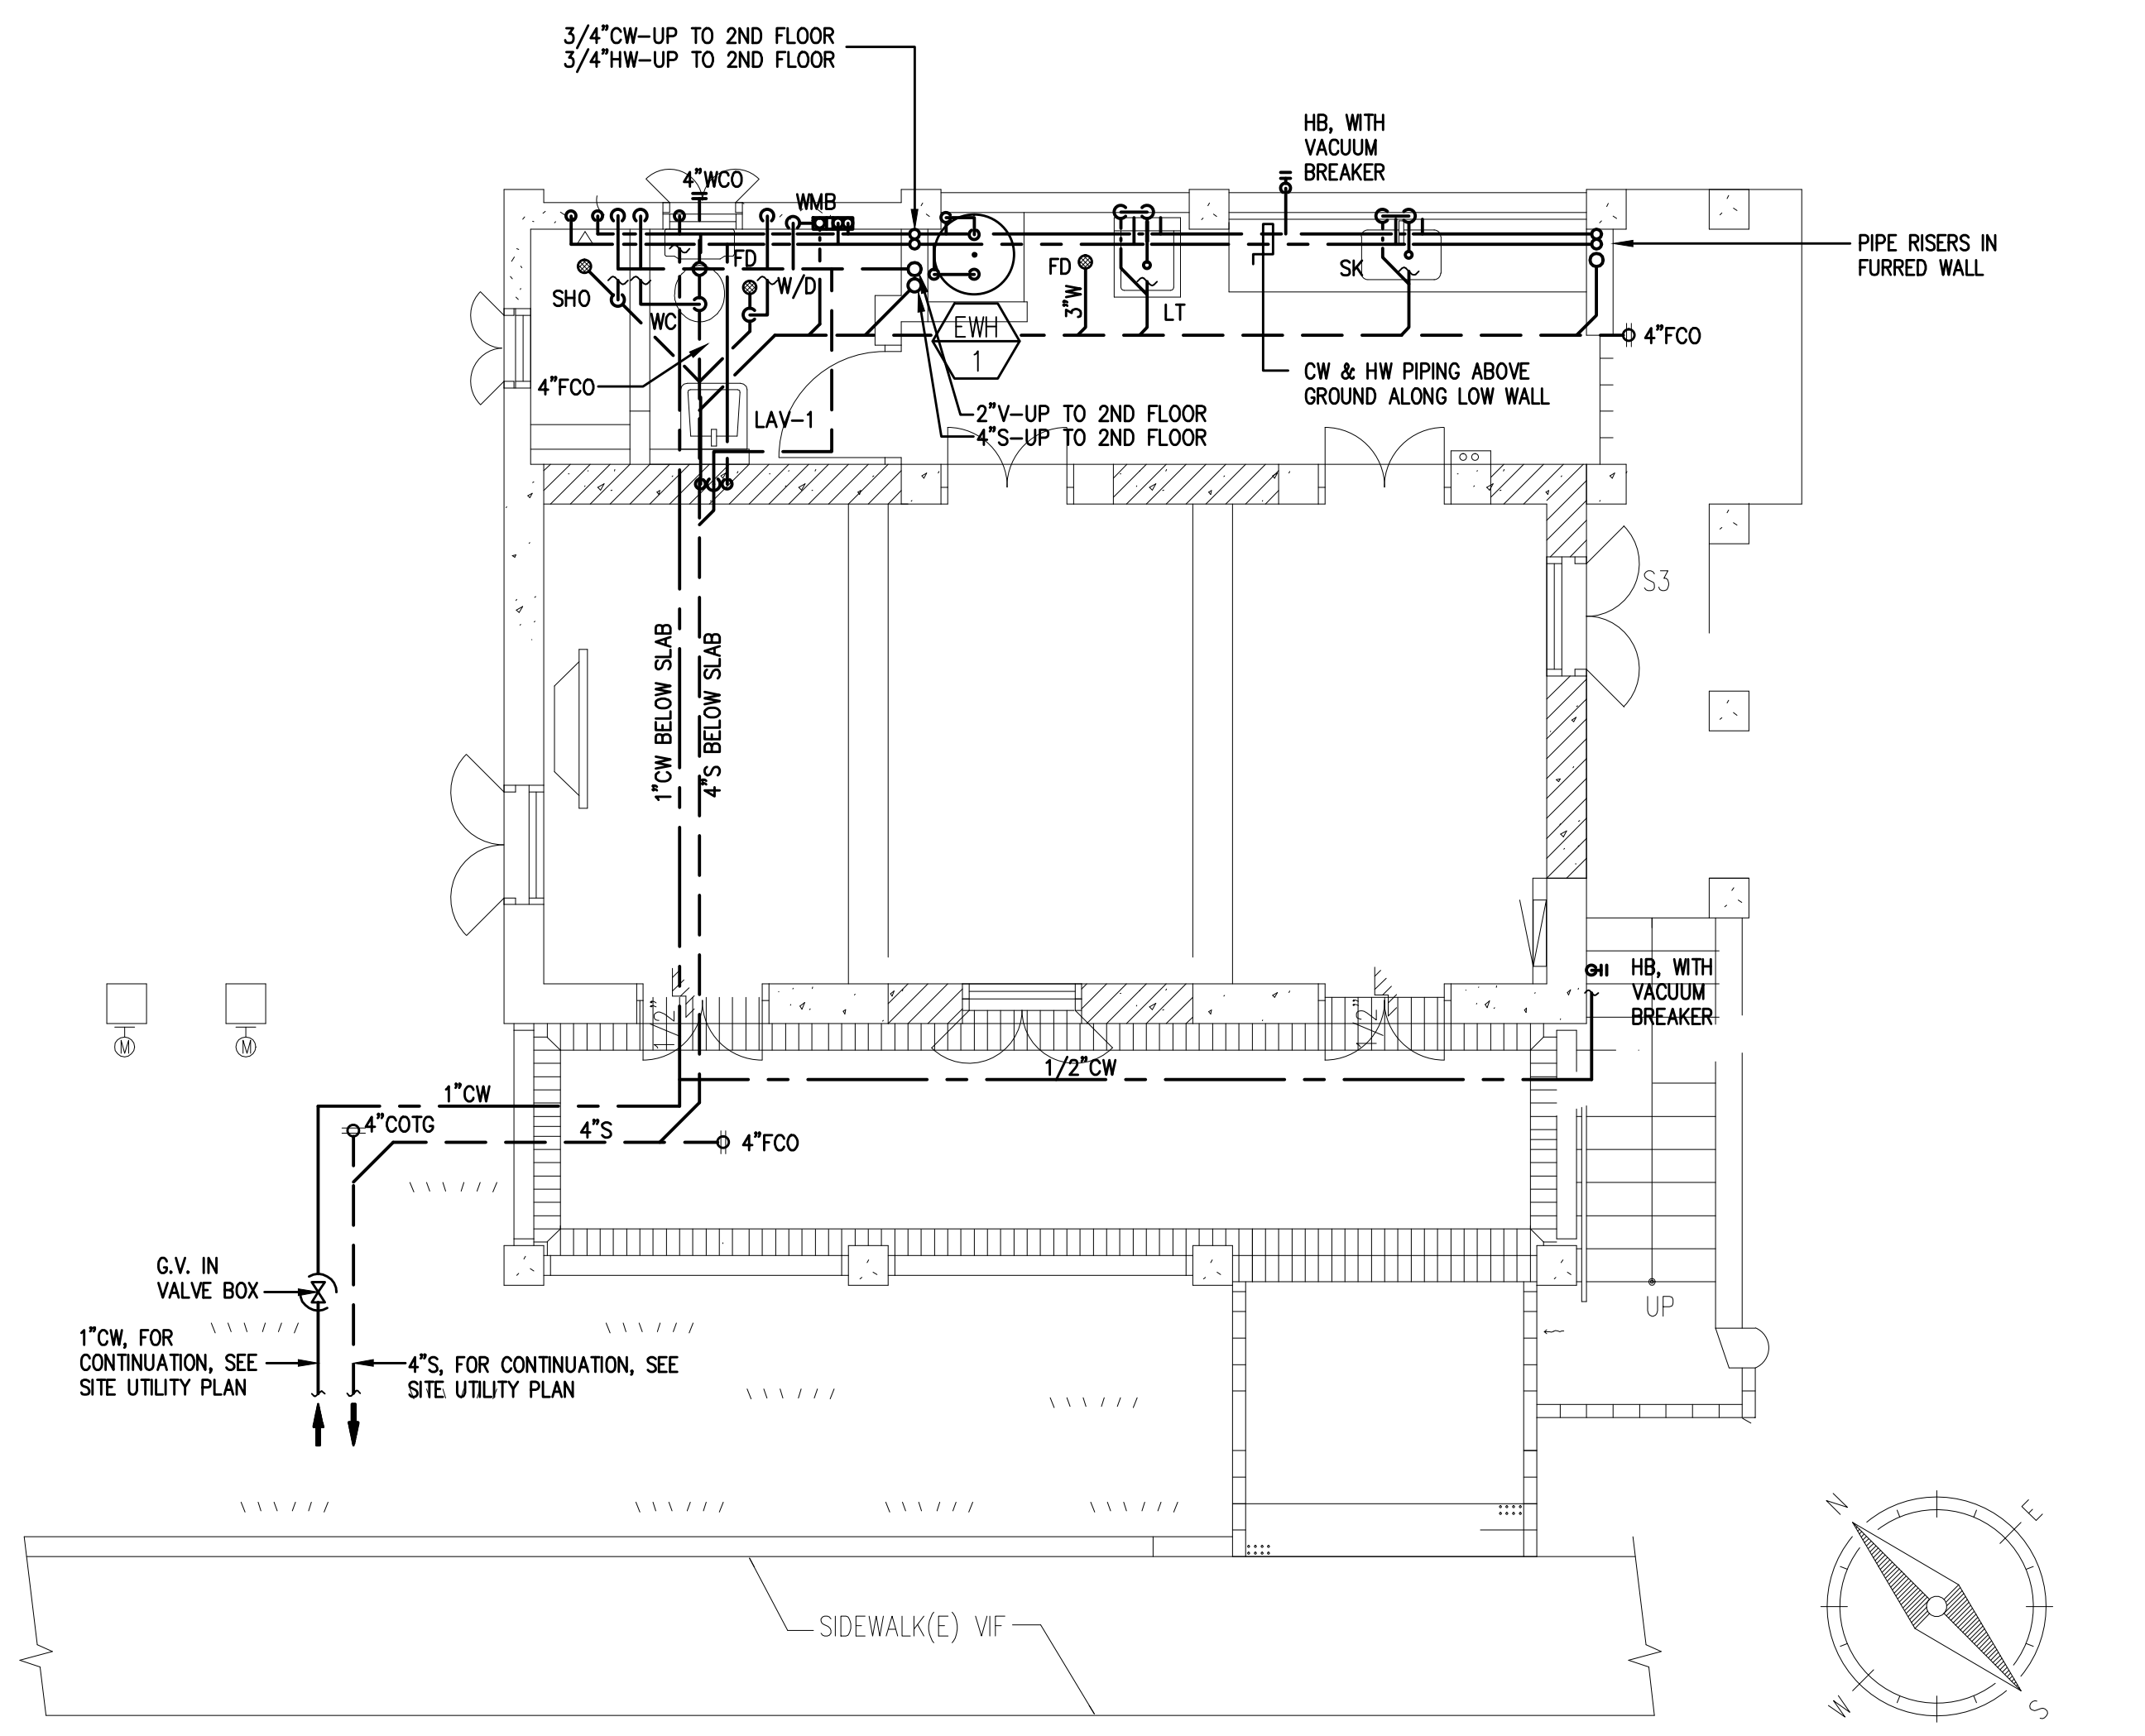 3/4"CW-UP TO 2ND FLOOR
3/4"HW-UP TO 2ND FLOOR
HB, WITH
VACUUM
BREAKER
4"WCO
WMB
PIPE RISERS IN
FURRED WALL
FD
FD
SHO
W/D
3"W
SK
LT
WC
EWH
1
4"FCO
4"FCO
CW & HW PIPING ABOVE
GROUND ALONG LOW WALL
LAV-1
2"V-UP TO 2ND FLOOR
4"S-UP TO 2ND FLOOR
S3
1"CW BELOW SLAB
4"S BELOW SLAB
HB, WITH
VACUUM
BREAKER
1/2"
1/2"
M
M
1/2"CW
1"CW
4"COTG
4"S
4"FCO
G.V. IN
VALVE BOX
UP
1"CW, FOR
CONTINUATION, SEE
SITE UTILITY PLAN
4"S, FOR CONTINUATION, SEE
SITE UTILITY PLAN
N
E
SIDEWALK(E) VIF
W
S